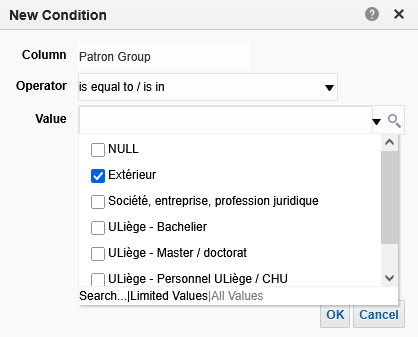 New Condition
Column Patron Group
Operator is equal to / is in
Value
NULL
Extérieur
Société, entreprise, profession juridique
ULiège - Bachelier
ULiège - Master / doctorat
ULiège - Personnel ULiège / CHU
Search...|Limited Values|All Values
OK Cancel